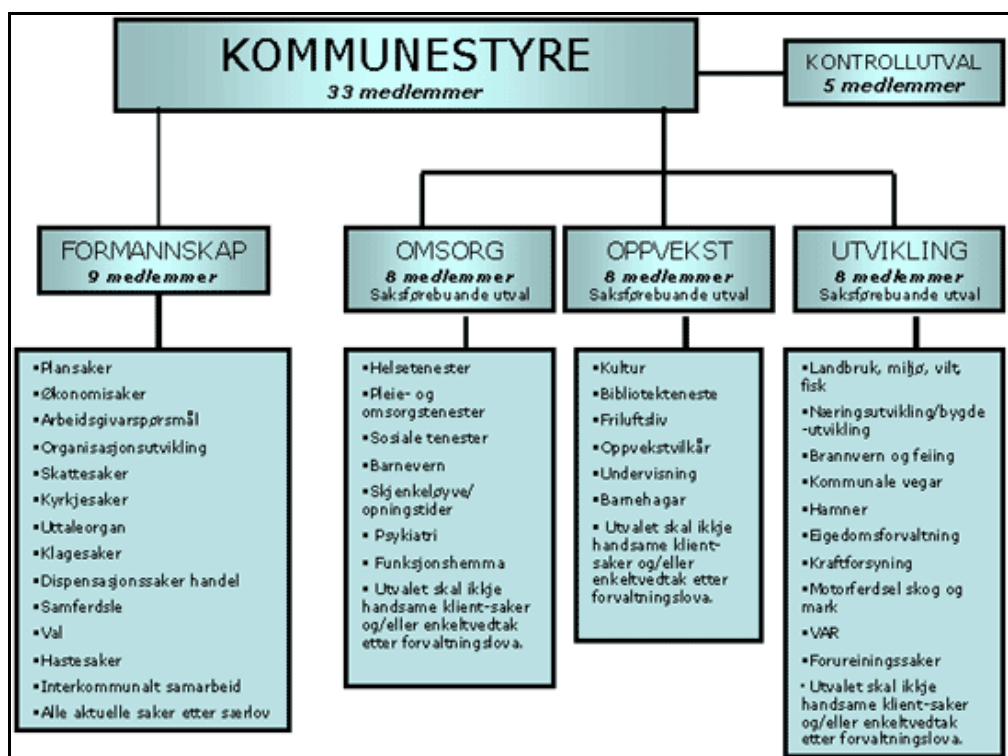 KOMMUNESTYRE
33 medlemmer
KONTROLLUTVAL
5 medlemmer
FORMANNSKAP
9 medlemmer
OMSORG
8 medlemmer
Saksførebuande utval
OPPVEKST
8 medlemmer
Saksførebuande utval
UTVIKLING
8 medlemmer
Saksførebuande utval
▪Plansaker
▪Økonomisaker
▪Arbeidsgivarspørsmål
▪Organisasjonsutvikling
▪Skattesaker
▪Kyrkjesaker
▪Uttaleorgan
▪Klagesaker
▪Dispensasjonssaker handel
▪Samferdsle
▪Val
▪Hastesaker
▪Interkommunalt samarbeid
▪Alle aktuelle saker etter særlov
▪Helsetenester
▪Pleie- og
omsorgstenester
▪Sosiale tenester
▪Barnevern
▪Skjenkeløyve/
opningstider
▪ Psykiatri
▪ Funksjonshemma
▪ Utvalet skal ikkje
handsame klient-saker
og/eller enkeltvedtak
etter forvaltningslova.
▪Kultur
▪Bibliotekteneste
▪Friluftsliv
▪Oppvekstvilkår
▪Undervisning
▪Barnehagar
▪ Utvalet skal ikkje
handsame klient-
saker og/eller
enkeltvedtak etter
forvaltningslova.
▪Landbruk, miljø, vilt,
fisk
▪Næringsutvikling/bygde
-utvikling
▪Brannvern og feiing
▪Kommunale vegar
▪Hamner
▪Eigedomsforvaltning
▪Kraftforsyning
▪Motorferdsel skog og
mark
▪VAR
▪Forureiningssaker
▪ Utvalet skal ikkje
handsame klient-saker
og/eller enkeltvedtak
etter forvaltningslova.